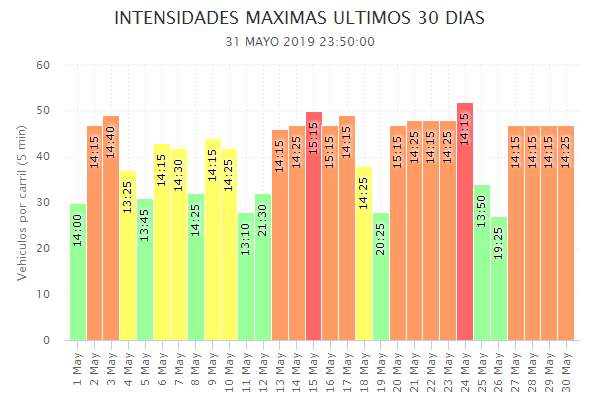 INTENSIDADES MAXIMAS ULTIMOS 30 DIAS
31 MAYO 2019 23:50:00
Vehiculos por carril (5 min)
60
50
40
30
20
10
0
14:00
14:15
14:40
13:25
13:45
14:15
14:30
14:25
14:15
14:25
13:10
21:30
14:15
14:25
15:15
15:15
14:15
14:25
20:25
15:15
14:25
14:15
14:25
14:15
13:50
19:25
14:15
14:15
14:15
14:25
1 May
2 May
3 May
4 May
5 May
6 May
7 May
8 May
9 May
10 May
11 May
12 May
13 May
14 May
15 May
16 May
17 May
18 May
19 May
20 May
21 May
22 May
23 May
24 May
25 May
26 May
27 May
28 May
29 May
30 May